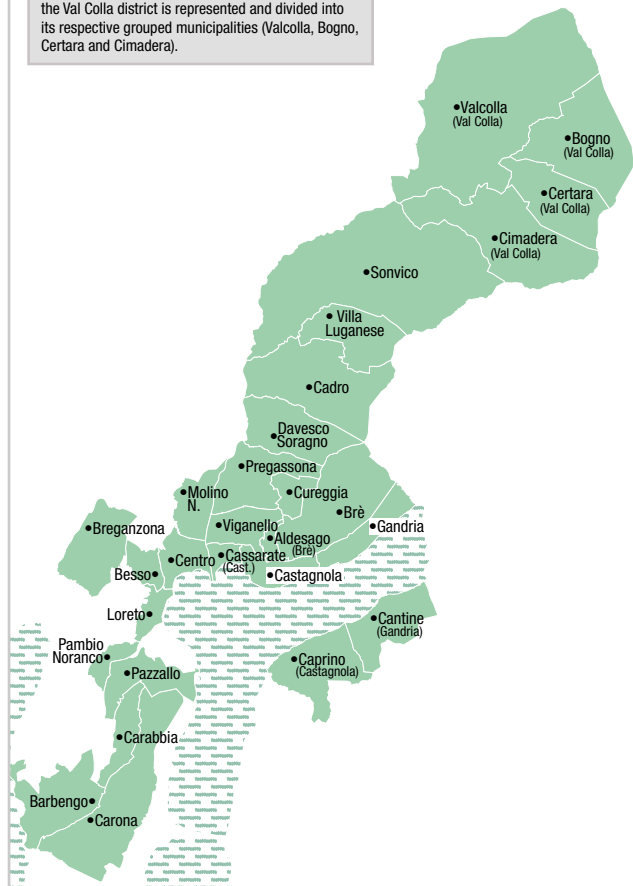 the Val Colla district is represented and divided into
its respective grouped municipalities (Valcolla, Bogno,
Certara and Cimadera).
Valcolla
(Val Colla)
Bogno
(Val Colla)
Certara
(Val Colla)
Cimadera
(Val Colla)
Sonvico
Villa
Luganese
Cadro
Davesco
Soragno
Pregassona
Molino
N.
Cureggia
Brè
Breganzona
Viganello
Gandria
Aldesago
(Brè)
Centro
Cassarate
(Cast.)
Besso
Castagnola
Loreto
Cantine
(Gandria)
Pambio
Noranco
Caprino
(Castagnola)
Pazzallo
Carabbia
Barbengo
Carona